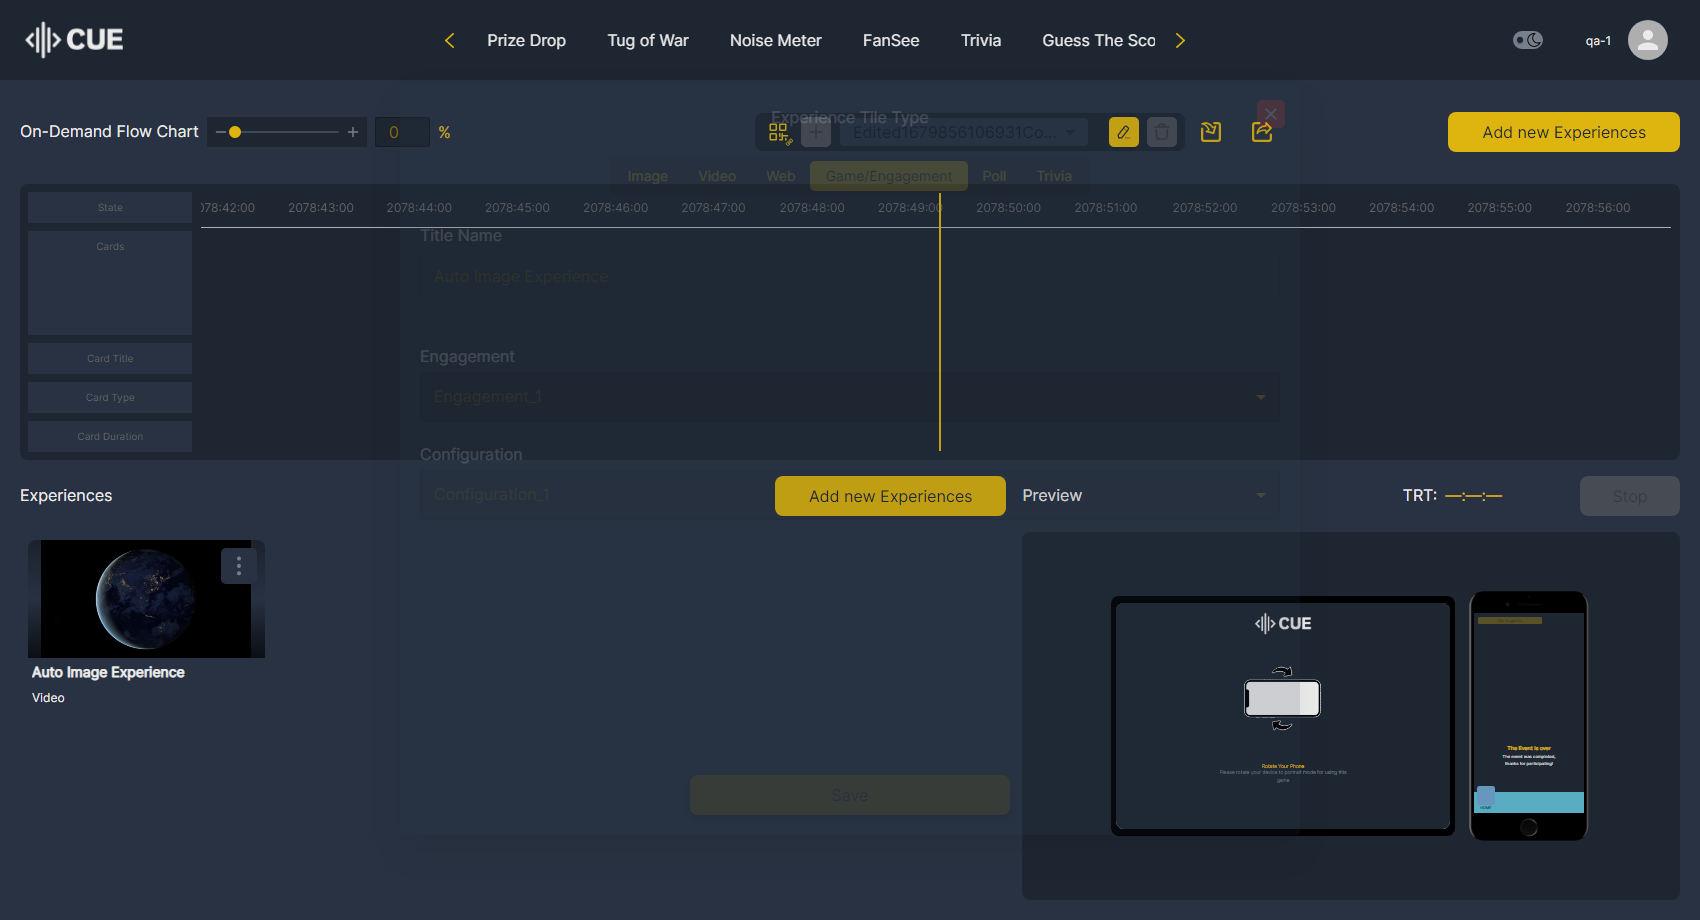 CUE
Prize Drop
Tug of War
Noise Meter
FanSee
Trivia
Guess The Sco
qa-1
On-Demand Flow Chart
0 %
Experience Tile Type
Edited1679856106931Co...
Add new Experiences
Image
Video
Web
Game/Engagement
Poll
Trivia
State
078:42:00
2078:43:00
2078:44:00
2078:45:00
2078:46:00
2078:47:00
2078:48:00
2078:49:00
2078:50:00
2078:51:00
2078:52:00
2078:53:00
2078:54:00
2078:55:00
2078:56:00
Title Name
Cards
Auto Image Experience
Engagement
Card Title
Engagement_1
Card Type
Card Duration
Configuration
Configuration_1
Experiences
Add new Experiences
Preview
TRT: —:—:—
Stop
Auto Image Experience
Video
Save
CUE
Rotate Your Phone
Please rotate your device to portrait mode for using this
game
The Event is over
The event was completed,
thanks for participating!
HOME